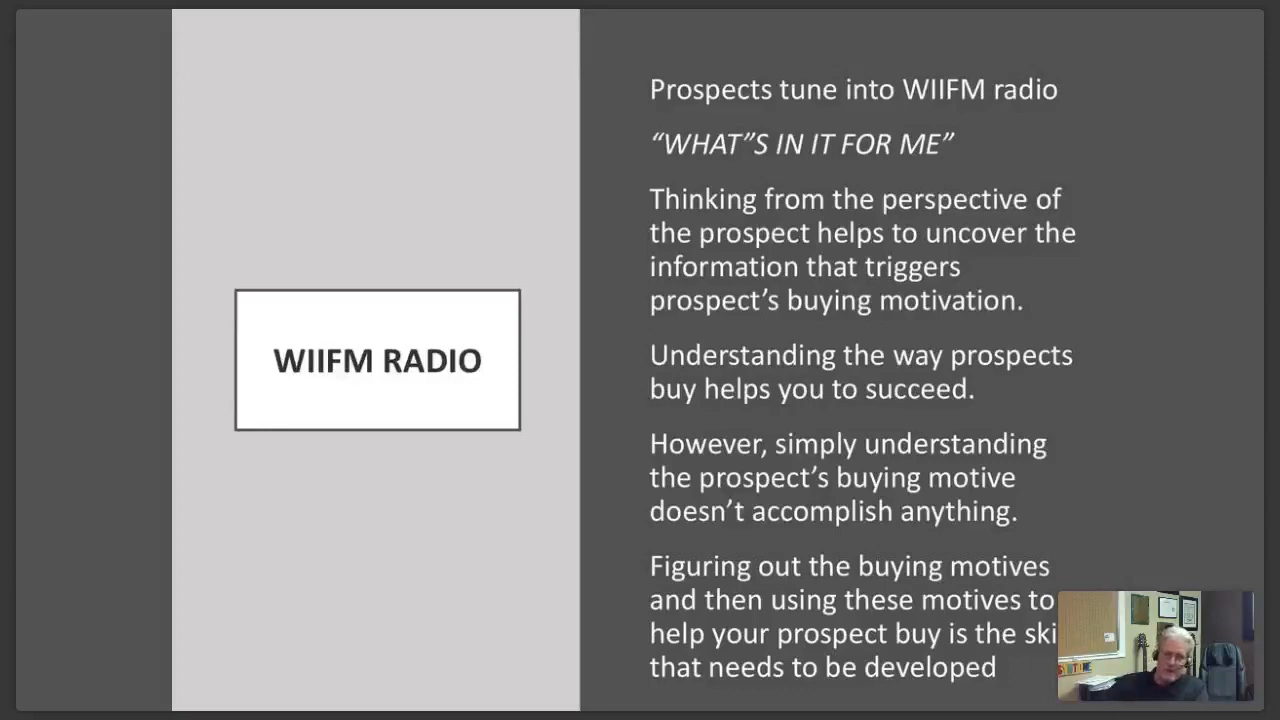 WIIFM RADIO
Prospects tune into WIIFM radio
“WHAT”S IN IT FOR ME”
Thinking from the perspective of
the prospect helps to uncover the
information that triggers
prospect’s buying motivation.
Understanding the way prospects
buy helps you to succeed.
However, simply understanding
the prospect’s buying motive
doesn’t accomplish anything.
Figuring out the buying motives
and then using these motives to
help your prospect buy is the ski
that needs to be developed